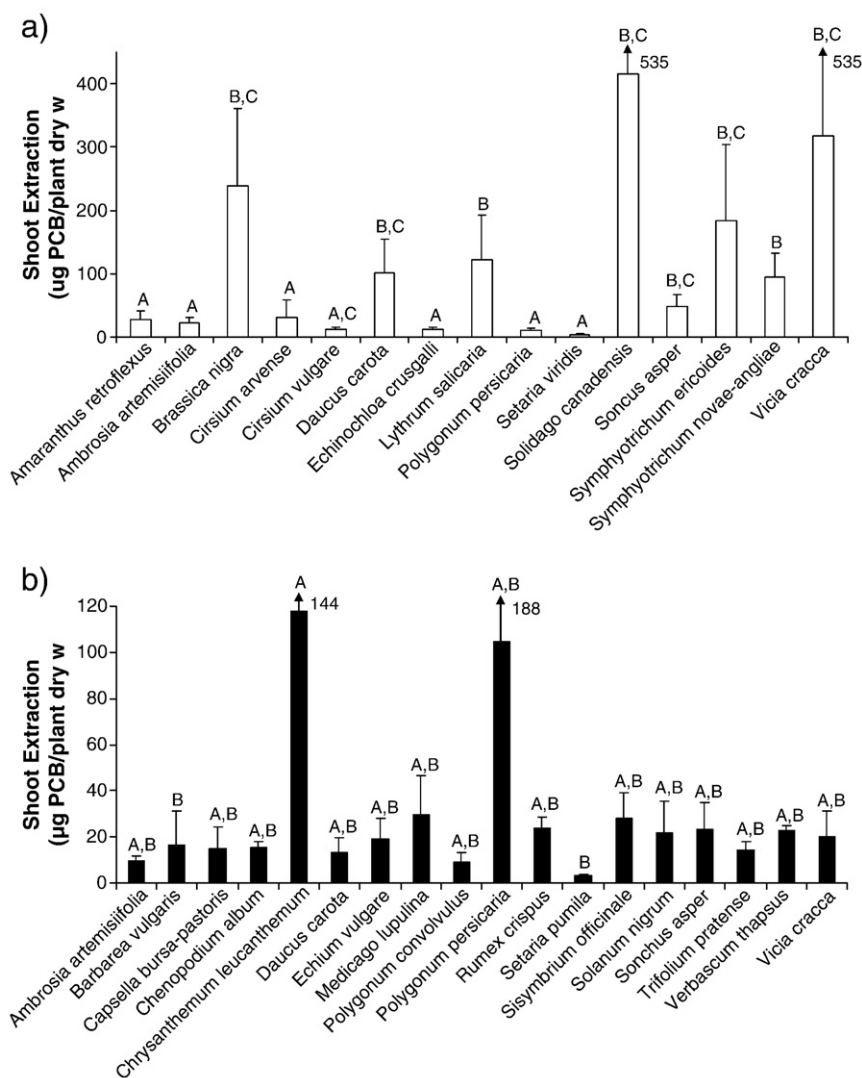 a)
B,C
B,C
535
B,C
535
400
B,C
B,C
Shoot Extraction
(ug PCB/plant dry w
300
200
B,C
B
B
100
A
A
A
A,C
A
A
A
B,C
0
Amaranthus retroflexus
Ambrosia artemisiifolia
Brassica nigra
Cirsium arvense
Cirsium vulgare
Daucus carota
Echinochloa crusgalli
Lythrum salicaria
Polygonum persicaria
Setaria viridis
Solidago canadensis
Soncus asper
Symphyotrichum ericoides
Symphyotrichum novae-angliae
Vicia cracca
b)
120
A
144
A,B
188
100
Shoot Extraction
(µg PCB/plant dry w
80
60
40
20
0
A,B
B
A,B
A,B
A,B
A,B
A,B
A,B
A,B
B
A,B
A,B
A,B
A,B
A,B
A,B
Ambrosia artemisiifolia
Barbarea vulgaris
Capsella bursa-pastoris
Chenopodium album
Chrysanthemum leucanthemum
Daucus carota
Echium vulgare
Medicago lupulina
Polygonum convolvulus
Polygonum persicaria
Rumex crispus
Setaria pumila
Sisymbrium officinale
Solanum nigrum
Sonchus asper
Trifolium pratense
Verbascum thapsus
Vicia cracca